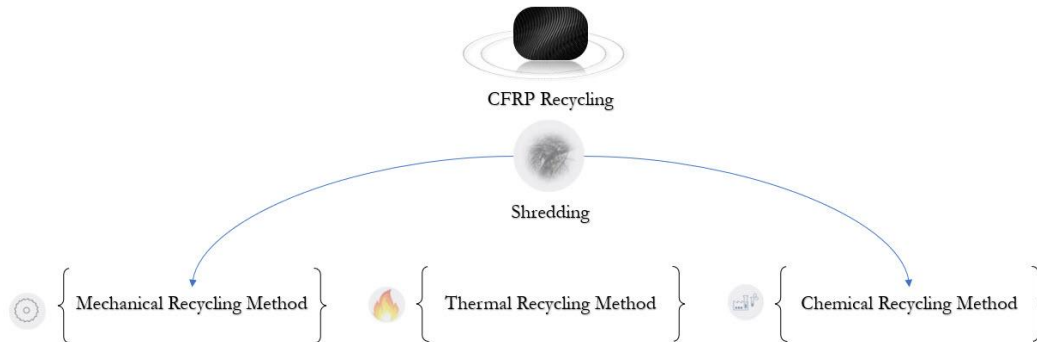 CFRP Recycling
Shredding
Mechanical Recycling Method
Thermal Recycling Method
Chemical Recycling Method